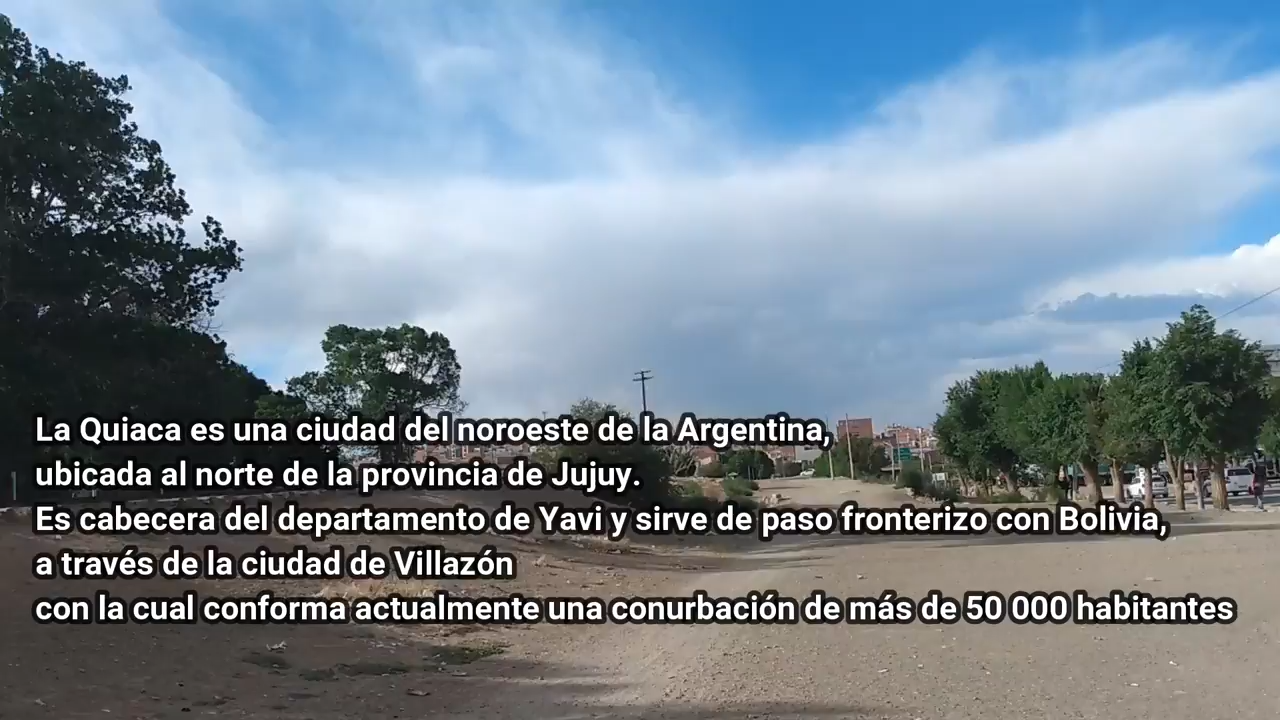 La Quiaca es una ciudad del noroeste de la Argentina,
ubicada al norte de la provincia de Jujuy.
Es cabecera del departamento de Yavi y sirve de paso fronterizo con Bolivia,
a través de la ciudad de Villazón
con la cual conforma actualmente una conurbación de más de 50 000 habitantes